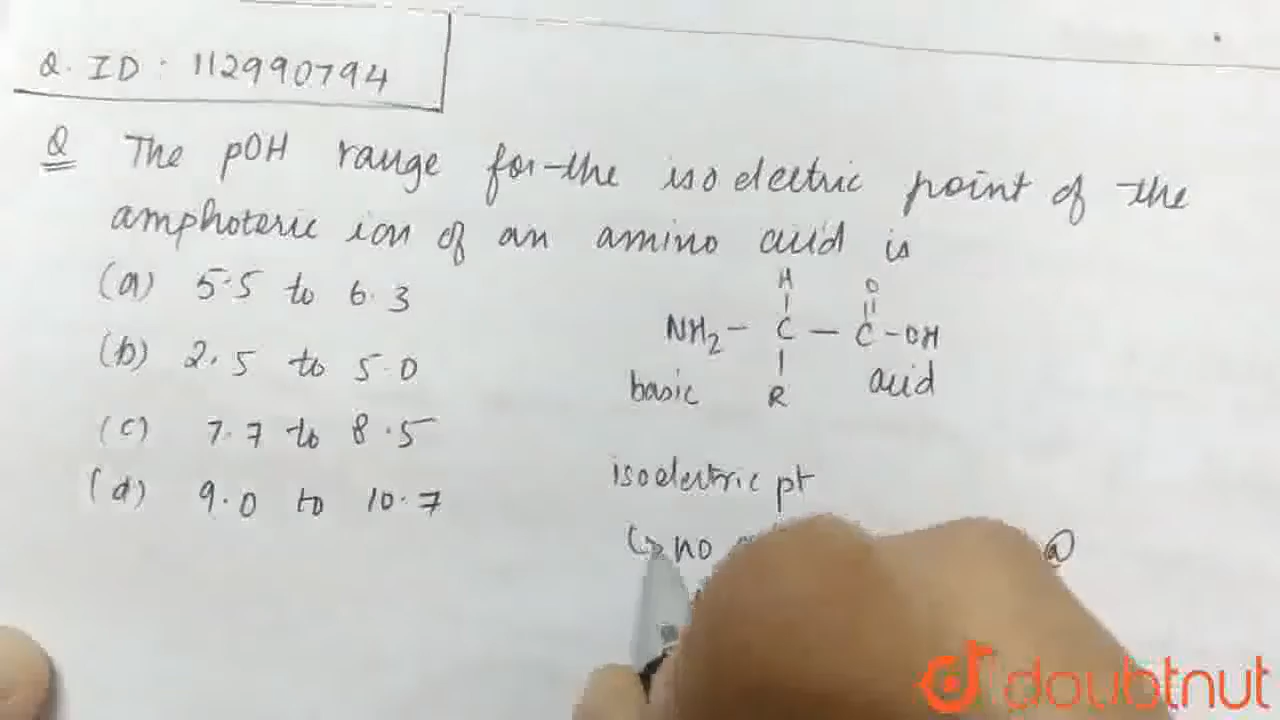 Q. ID : 112990794
Q The pOH range for the isoelectric point of the
amphoteric ion of an amino acid is
(a) 5.5 to 6.3
(b) 2.5 to 5.0
(c) 7.7 to 8.5
(d) 9.0 to 10.7
H O
NH2 - C - C - OH
basic R acid
isoelectric pt
↳ no
@
doubtnut